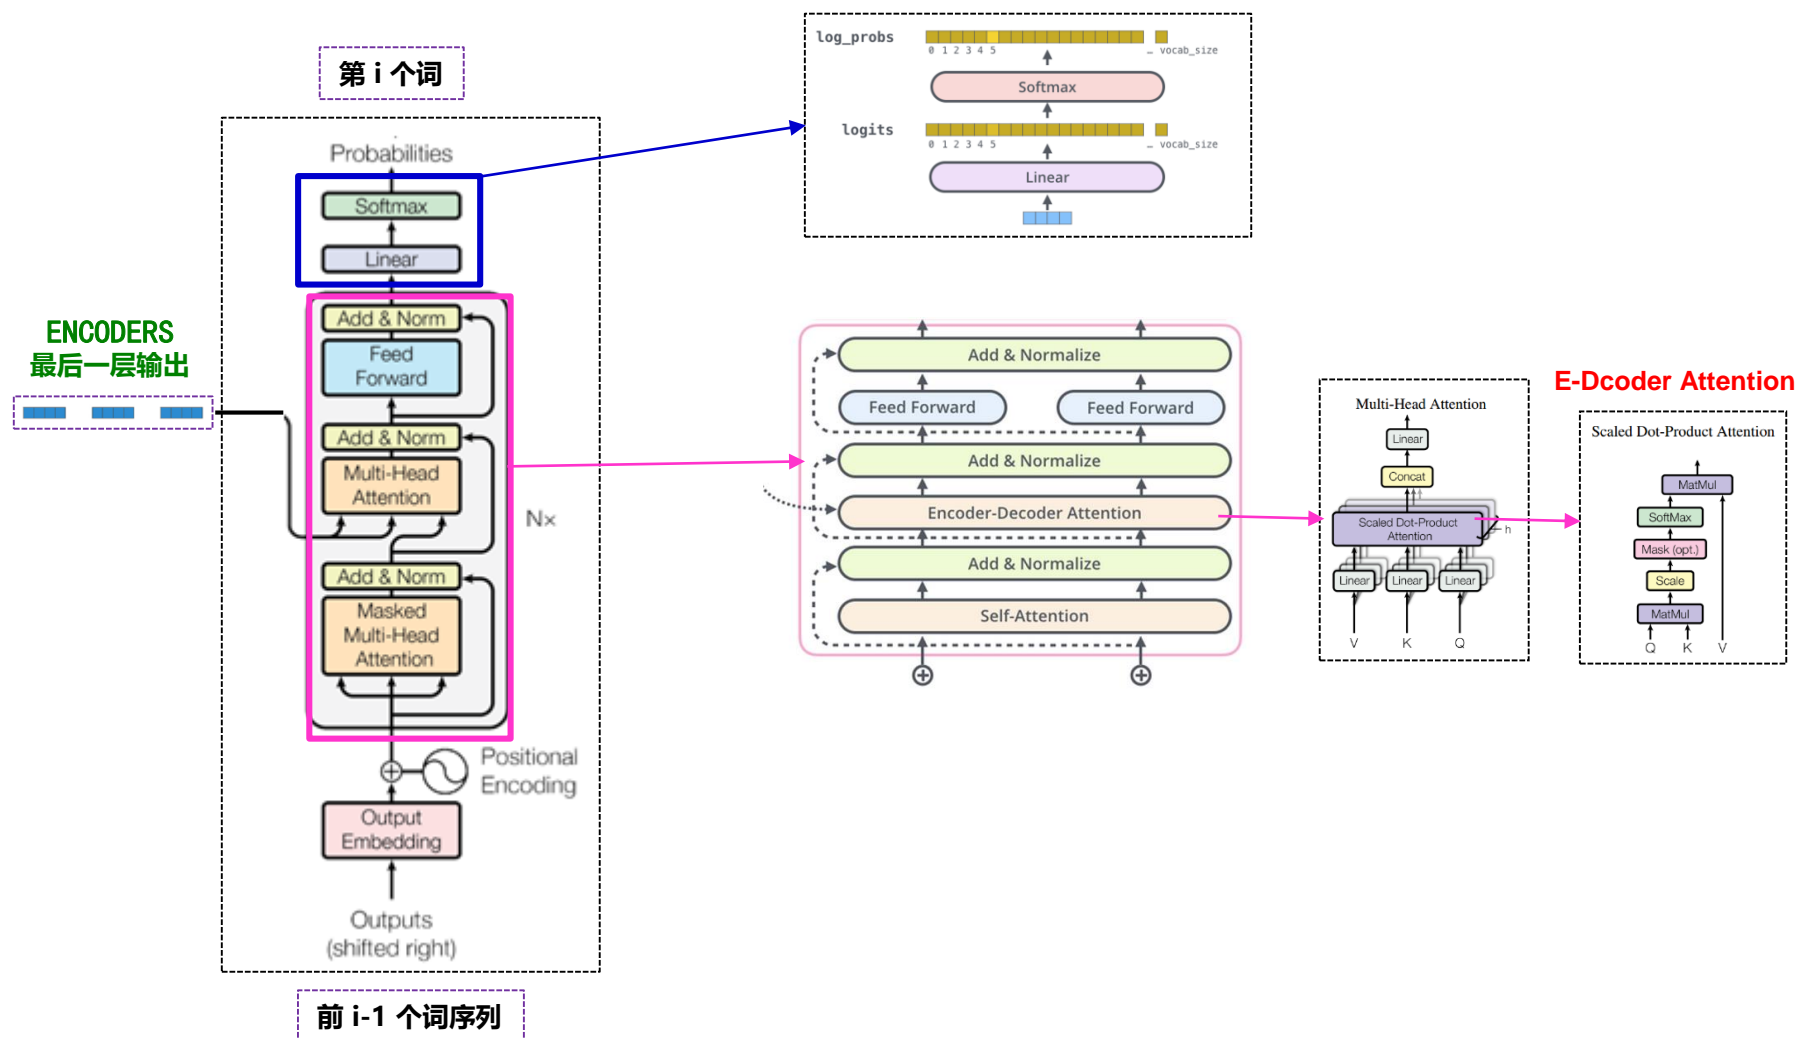 第 i 个词
Probabilities
Softmax
Linear
Add & Norm
Feed
Forward
Add & Norm
Multi-Head
Attention
N×
Add & Norm
Masked
Multi-Head
Attention
Positional
Encoding
Output
Embedding
Outputs
(shifted right)
前 i-1 个词序列
ENCODERS
最后一层输出
log_probs
0 1 2 3 4 5 … vocab_size
Softmax
logits
0 1 2 3 4 5 … vocab_size
Linear
Add & Normalize
Feed Forward Feed Forward
Add & Normalize
Encoder-Decoder Attention
Add & Normalize
Self-Attention
Multi-Head Attention
Linear
Concat
Scaled Dot-Product
Attention
h
Linear Linear Linear
V K Q
E-Dcoder Attention
Scaled Dot-Product Attention
MatMul
SoftMax
Mask (opt.)
Scale
MatMul
Q K V